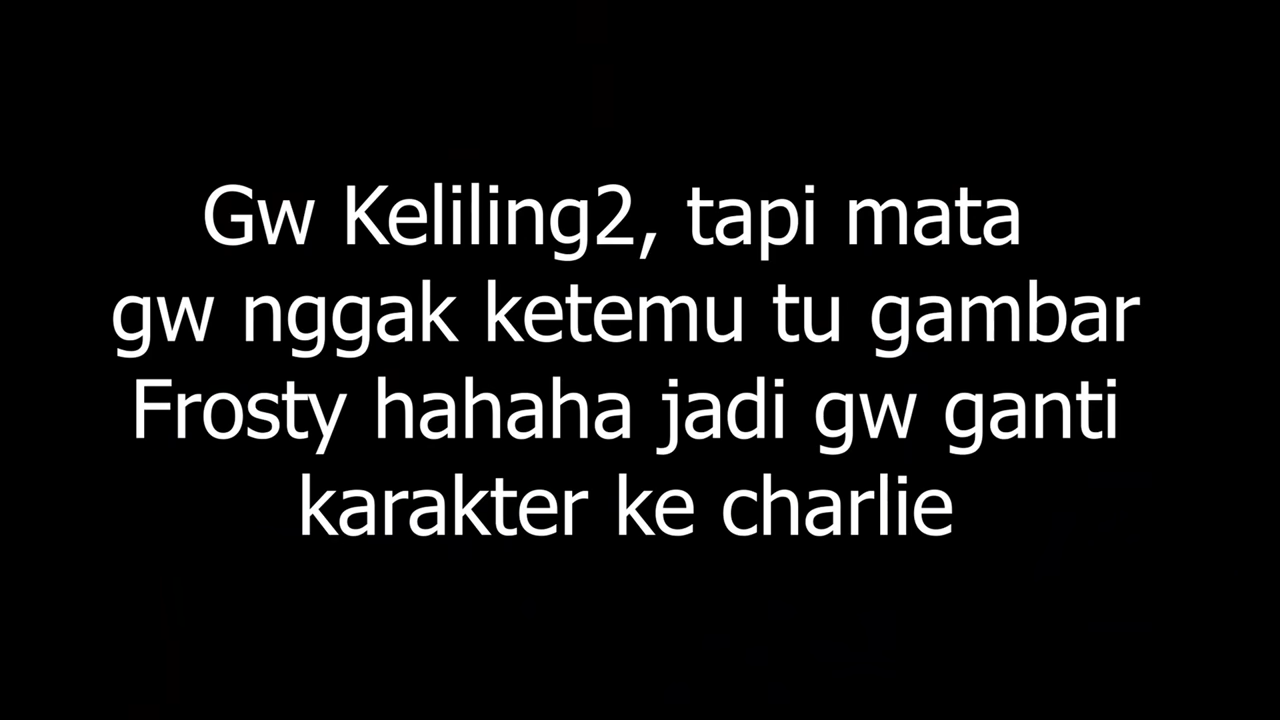 Gw Keliling2, tapi mata
gw nggak ketemu tu gambar
Frosty hahaha jadi gw ganti
karakter ke charlie